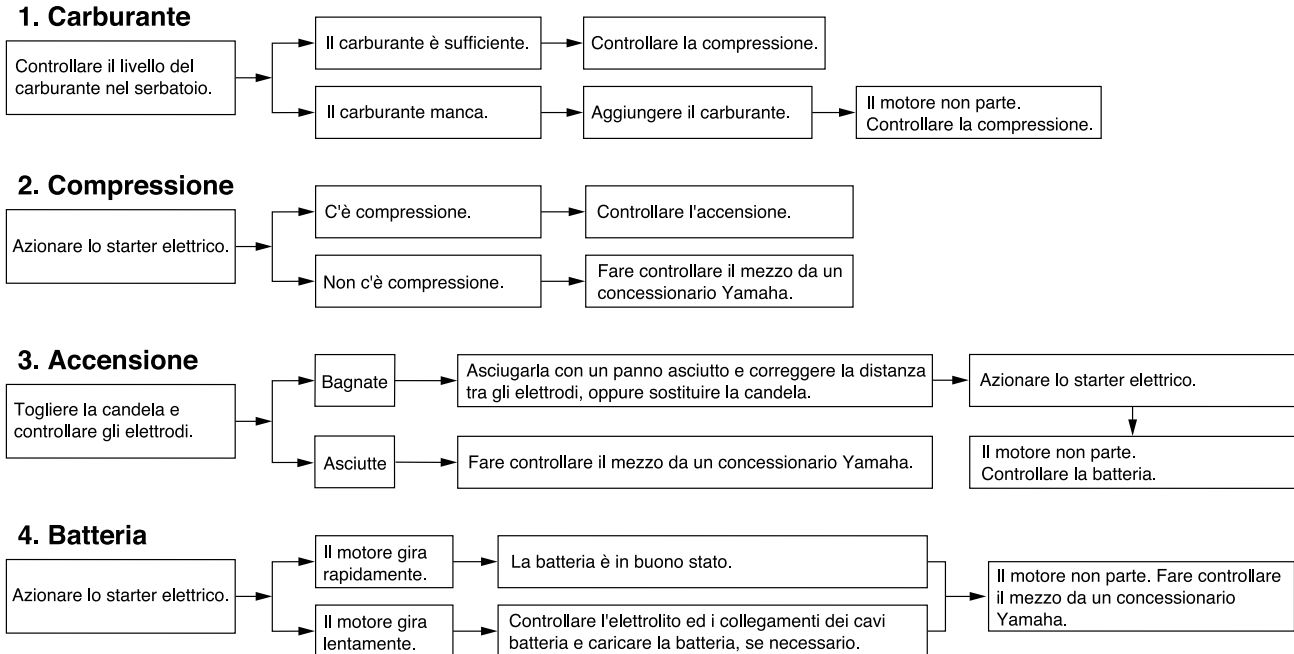 1. Carburante
Controllare il livello del
carburante nel serbatoio.
Il carburante è sufficiente.
Controllare la compressione.
Il carburante manca.
Aggiungere il carburante.
Il motore non parte.
Controllare la compressione.
2. Compressione
Azionare lo starter elettrico.
C'è compressione.
Controllare l'accensione.
Non c'è compressione.
Fare controllare il mezzo da un
concessionario Yamaha.
3. Accensione
Togliere la candela e
controllare gli elettrodi.
Bagnate
Asciugarla con un panno asciutto e correggere la distanza
tra gli elettrodi, oppure sostituire la candela.
Azionare lo starter elettrico.
Asciutte
Fare controllare il mezzo da un concessionario Yamaha.
Il motore non parte.
Controllare la batteria.
4. Batteria
Azionare lo starter elettrico.
Il motore gira
rapidamente.
La batteria è in buono stato.
Il motore gira
lentamente.
Controllare l'elettrolito ed i collegamenti dei cavi
batteria e caricare la batteria, se necessario.
Il motore non parte. Fare controllare
il mezzo da un concessionario
Yamaha.